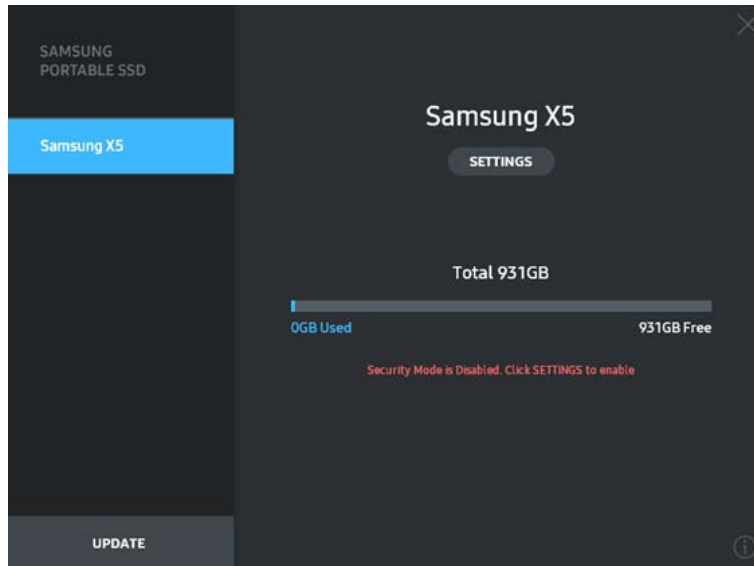 SAMSUNG
PORTABLE SSD
Samsung X5
Samsung X5
SETTINGS
Total 931GB
0GB Used
931GB Free
Security Mode is Disabled. Click SETTINGS to enable
UPDATE